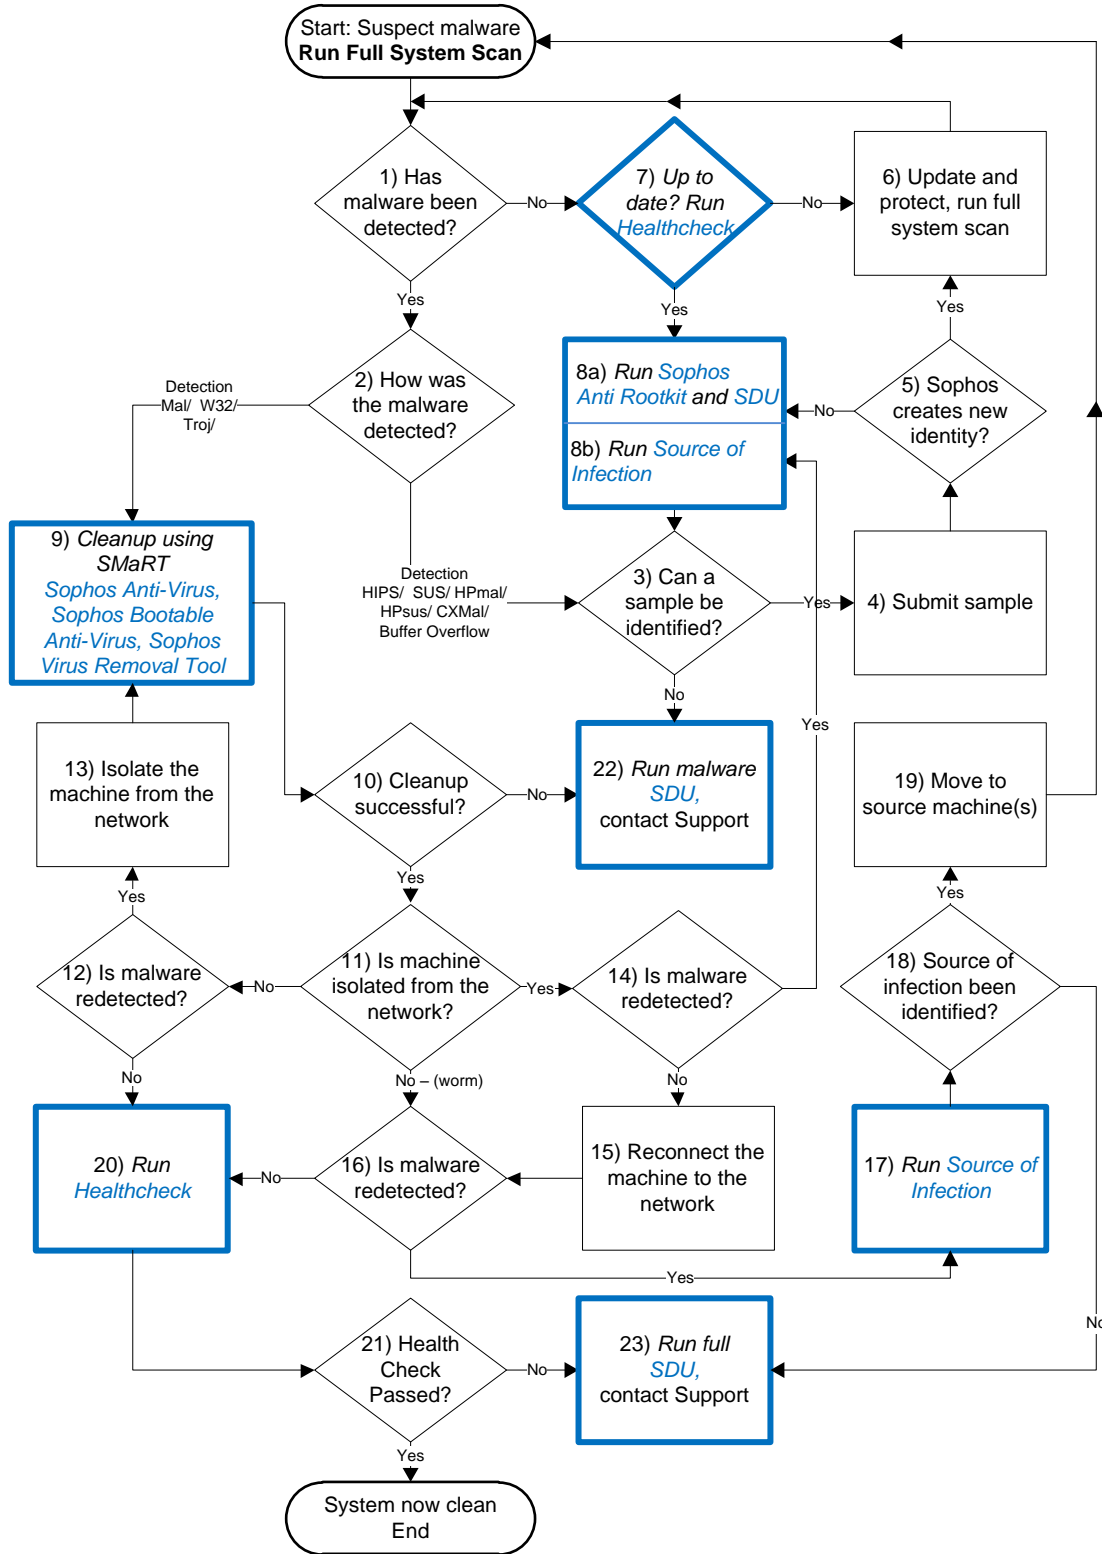 Start: Suspect malware
Run Full System Scan
1) Has
malware been
detected?
No
7) Up to
date? Run
Healthcheck
No
6) Update and
protect, run full
system scan
Yes
Yes
Yes
2) How was
the malware
detected?
Detection
Mal/ W32/
Troj/
8a) Run Sophos
Anti Rootkit and SDU
8b) Run Source of
Infection
No
5) Sophos
creates new
identity?
9) Cleanup using
SMaRT
Sophos Anti-Virus,
Sophos Bootable
Anti-Virus, Sophos
Virus Removal Tool
Detection
HIPS/ SUS/ HPmal/
HPsus/ CXMal/
Buffer Overflow
3) Can a
sample be
identified?
Yes
4) Submit sample
No
Yes
13) Isolate the
machine from the
network
10) Cleanup
successful?
No
22) Run malware
SDU,
contact Support
19) Move to
source machine(s)
Yes
Yes
Yes
12) Is malware
redetected?
No
11) Is machine
isolated from the
network?
Yes
14) Is malware
redetected?
18) Source of
infection been
identified?
No
No – (worm)
No
20) Run
Healthcheck
No
16) Is malware
redetected?
15) Reconnect the
machine to the
network
17) Run Source of
Infection
Yes
No
21) Health
Check
Passed?
No
23) Run full
SDU,
contact Support
Yes
System now clean
End